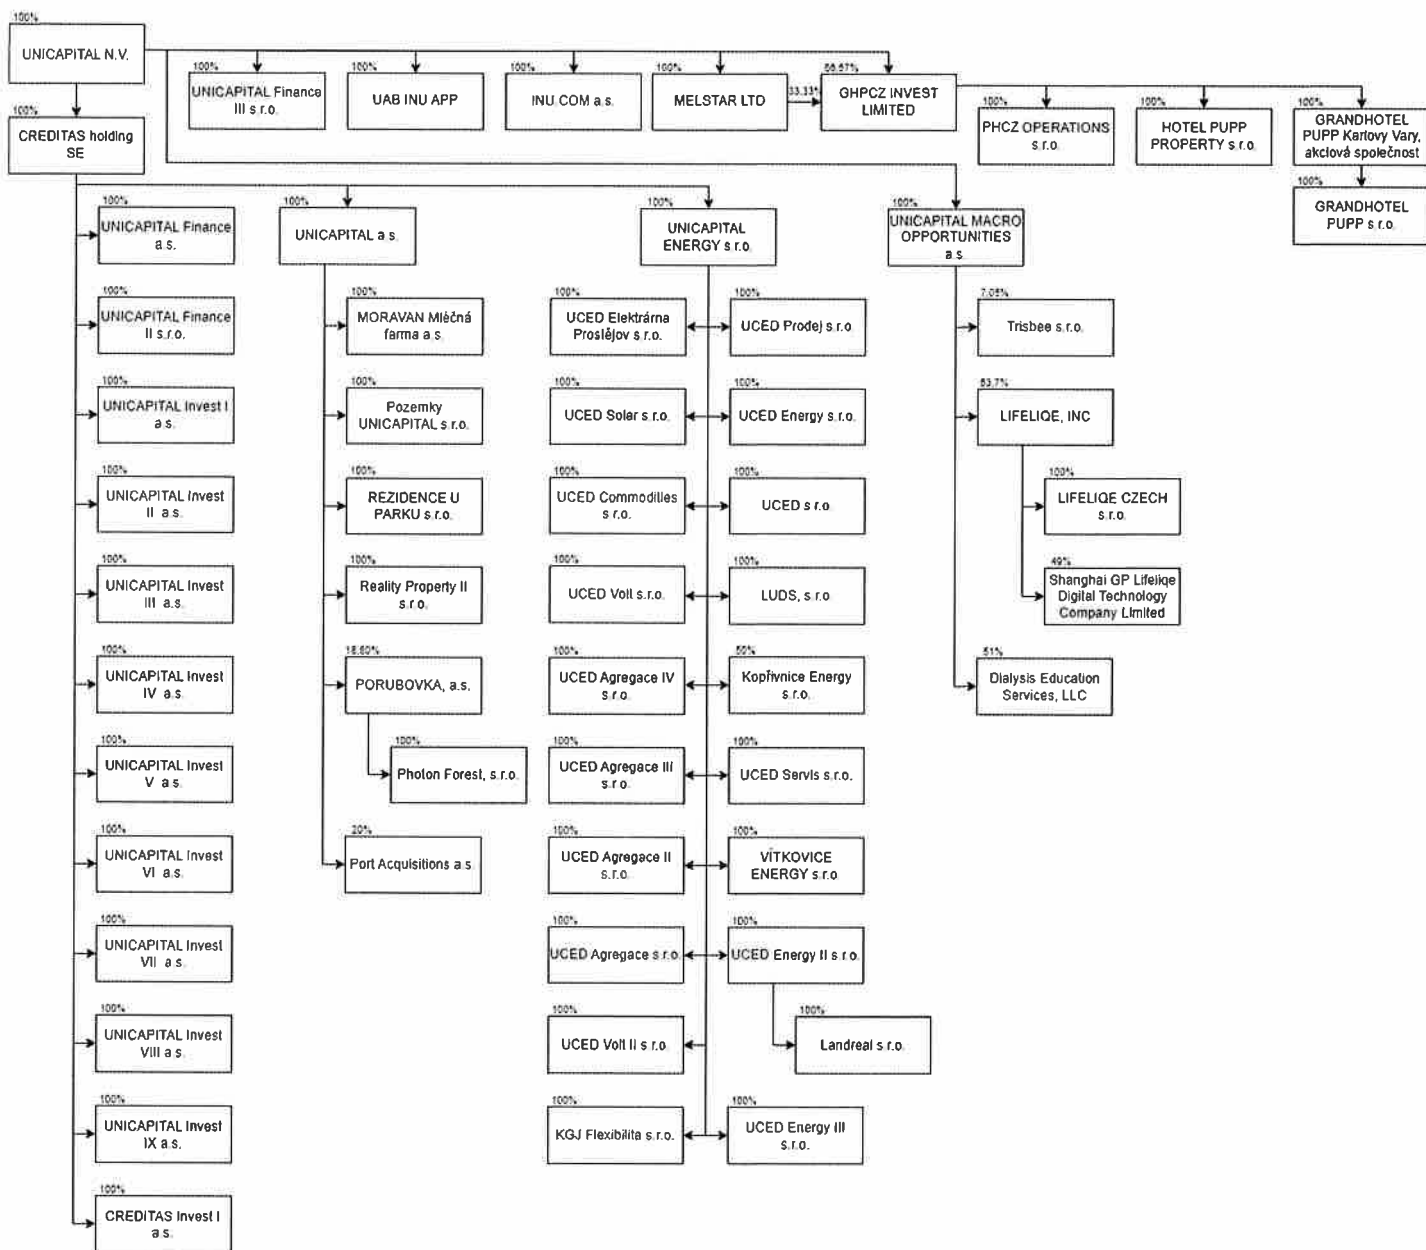 100%
UNICAPITAL N.V.
100%
UNICAPITAL Finance
III s r.o.
100%
UAB INU APP
100%
INU COM a.s.
100%
MELSTAR LTD
33,33%
66.67%
GHPCZ INVEST
LIMITED
100%
PHCZ OPERATIONS
s.r.o.
100%
HOTEL PUPP
PROPERTY s r.o.
100%
GRANDHOTEL
PUPP Karlovy Vary,
akciová společnost
100%
GRANDHOTEL
PUPP s r.o.
100%
CREDITAS holding
SE
100%
UNICAPITAL Finance
a.s.
100%
UNICAPITAL Finance
II s.r.o.
100%
UNICAPITAL Invest I
a.s.
100%
UNICAPITAL Invest
II a.s.
100%
UNICAPITAL Invest
III a.s.
100%
UNICAPITAL Invest
IV a.s.
100%
UNICAPITAL Invest
V a s.
100%
UNICAPITAL Invest
VI a.s.
100%
UNICAPITAL Invest
VII a.s.
100%
UNICAPITAL Invest
VIII a s.
100%
UNICAPITAL Invest
IX a s.
100%
CREDITAS Invest I
a s.
100%
UNICAPITAL a s.
100%
MORAVAN Mléčná
farma a s.
100%
Pozemky
UNICAPITAL s r.o.
100%
REZIDENCE U
PARKU s r.o.
100%
Reality Property II
s r.o.
PORUBOVKA, a.s.
100%
Photon Forest, s.r.o.
20%
Port Acquisitions a s.
100%
UNICAPITAL
ENERGY s r.o.
100%
UCED Elektrárna
Prostějov s r.o.
100%
UCED Prodej s r.o
100%
UCED Solar s r.o.
100%
UCED Energy s r.o.
100%
UCED Commodities
s r.o.
100%
UCED s r.o
100%
UCED Volt s r.o.
100%
LUDS, s r.o
100%
UCED Agregace IV
s r.o.
50%
Kopřivnice Energy
s r.o.
100%
UCED Agregace III
s.r o.
100%
UCED Servis s r.o.
100%
UCED Agregace II
s r.o.
100%
VÍTKOVICE
ENERGY s r.o
100%
UCED Agregace s r.o.
100%
UCED Energy II s r.o.
100%
Landreal s r.o.
100%
UCED Volt II s r.o.
100%
KGJ Flexibilita s.r.o.
100%
UCED Energy III
s.r.o.
100%
UNICAPITAL MACRO
OPPORTUNITIES
a s
Trisbee s r.o.
LIFELIQE, INC
100%
LIFELIQE CZECH
s r.o.
49%
Shanghai GP Lifeliqe
Digital Technology
Company Limited
51%
Dialysis Education
Services, LLC